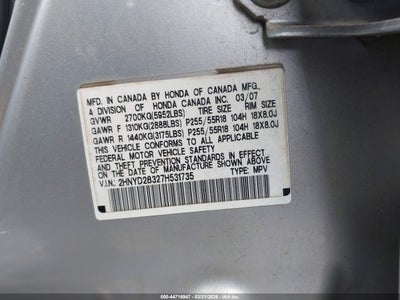 MFD. IN CANADA BY HONDA OF CANADA MFG.,
A DIVISION OF HONDA CANADA INC. 03/07
GVWR 2700KG(5952LBS) TIRE SIZE RIM SIZE
GAWR F 1310KG(2888LBS) P255/55R18 104H 18X8.0J
GAWR R 1440KG(3175LBS) P255/55R18 104H 18X8.0J
THIS VEHICLE CONFORMS TO ALL APPLICABLE
FEDERAL MOTOR VEHICLE SAFETY
AND THEFT PREVENTION STANDARDS IN EFFECT
ON THE DATE OF MANUFACTURE SHOWN ABOVE.
V.I.N.: 2HNYD28327H531735 TYPE: MPV
000-44716947 - 03/31/2026 - IAA Inc.